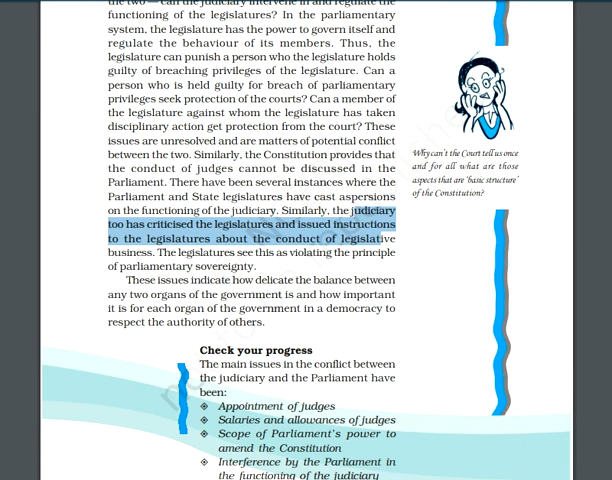 the two — can the judiciary intervene in and regulate the
functioning of the legislatures? In the parliamentary
system, the legislature has the power to govern itself and
regulate the behaviour of its members. Thus, the
legislature can punish a person who the legislature holds
guilty of breaching privileges of the legislature. Can a
person who is held guilty for breach of parliamentary
privileges seek protection of the courts? Can a member of
the legislature against whom the legislature has taken
disciplinary action get protection from the court? These
issues are unresolved and are matters of potential conflict
between the two. Similarly, the Constitution provides that
the conduct of judges cannot be discussed in the
Parliament. There have been several instances where the
Parliament and State legislatures have cast aspersions
on the functioning of the judiciary. Similarly, the judiciary
too has criticised the legislatures and issued instructions
to the legislatures about the conduct of legislative
business. The legislatures see this as violating the principle
of parliamentary sovereignty.
These issues indicate how delicate the balance between
any two organs of the government is and how important
it is for each organ of the government in a democracy to
respect the authority of others.
Why can't the Court tell us once
and for all what are those
aspects that are 'basic structure'
of the Constitution?
Check your progress
The main issues in the conflict between
the judiciary and the Parliament have
been:
❖ Appointment of judges
❖ Salaries and allowances of judges
❖ Scope of Parliament's power to
amend the Constitution
❖ Interference by the Parliament in
the functioning of the judiciary